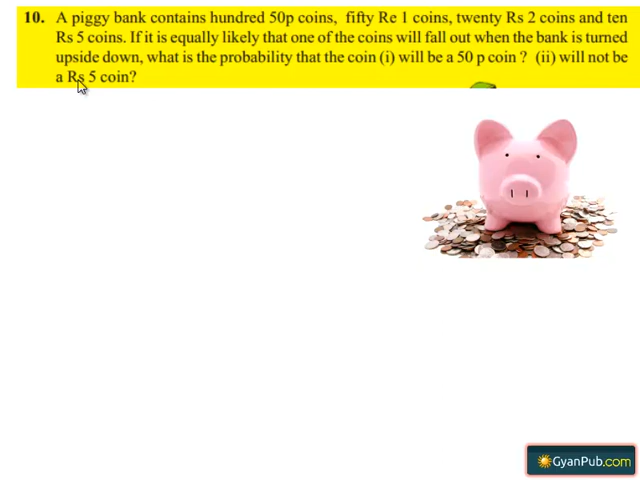 10. A piggy bank contains hundred 50p coins, fifty Re 1 coins, twenty Rs 2 coins and ten
Rs 5 coins. If it is equally likely that one of the coins will fall out when the bank is turned
upside down, what is the probability that the coin (i) will be a 50 p coin ? (ii) will not be
a Rs 5 coin?
GyanPub.com